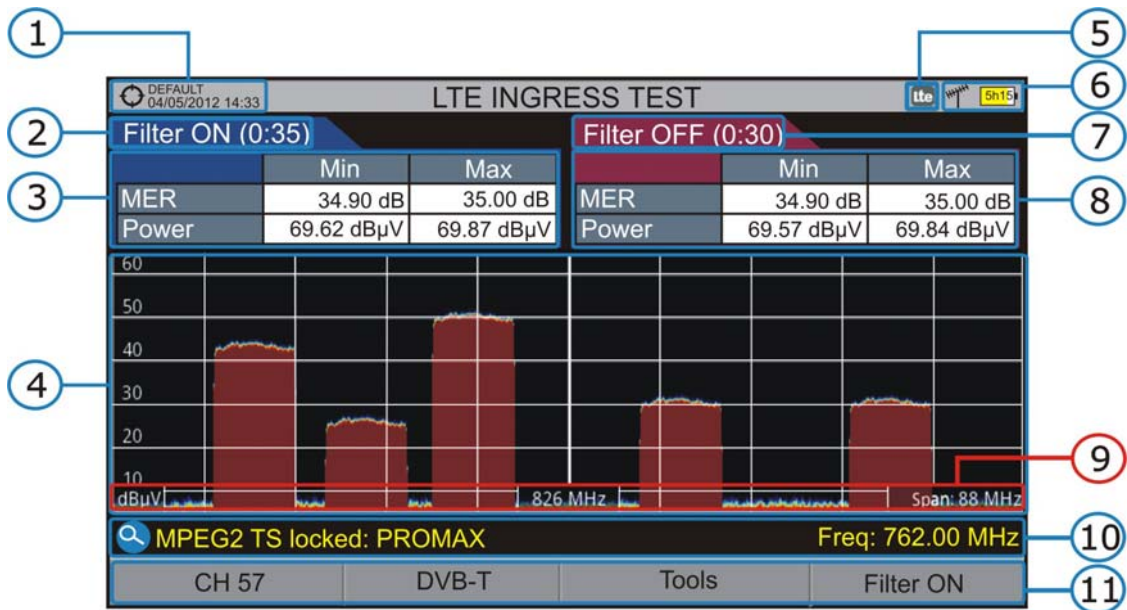 1
5
DEFAULT
04/05/2012 14:33
LTE INGRESS TEST
lte
5h15
6
2
Filter ON (0:35)
Filter OFF (0:30)
7
Min Max
Min Max
3
MER 34.90 dB 35.00 dB
MER 34.90 dB 35.00 dB
8
Power 69.62 dBµV 69.87 dBµV
Power 69.57 dBµV 69.84 dBµV
60
50
40
4
30
20
10
9
dBµV 826 MHz Span: 88 MHz
MPEG2 TS locked: PROMAX Freq: 762.00 MHz
10
CH 57 DVB-T Tools Filter ON
11